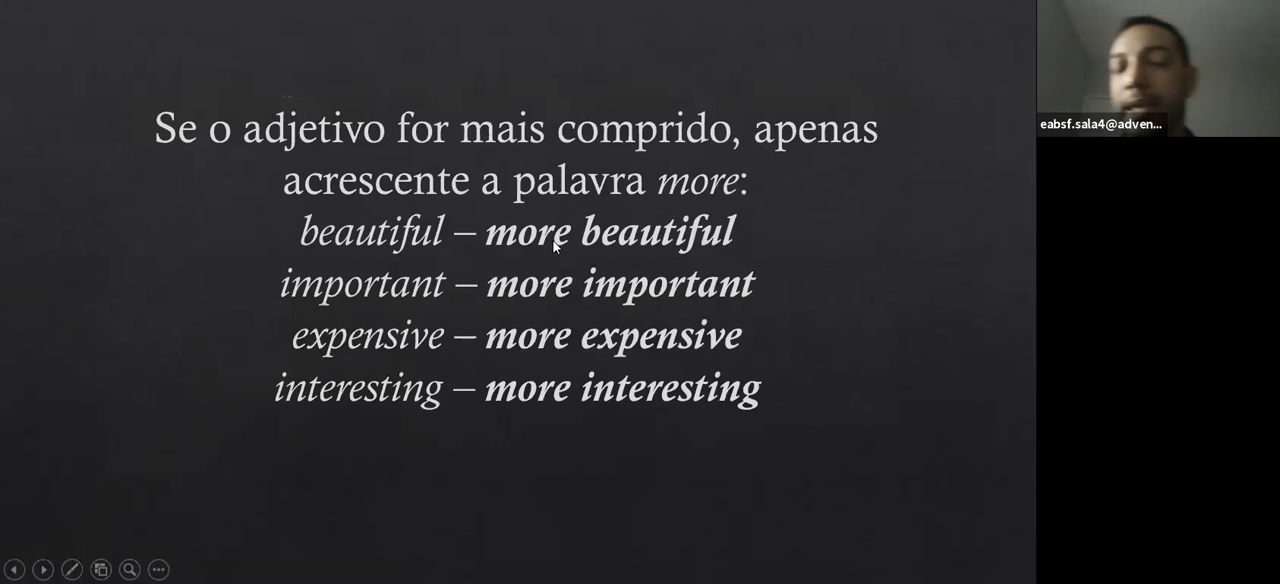 Se o adjetivo for mais comprido, apenas
acrescente a palavra more:
beautiful – more beautiful
important – more important
expensive – more expensive
interesting – more interesting
eabsf.sala4@adven...